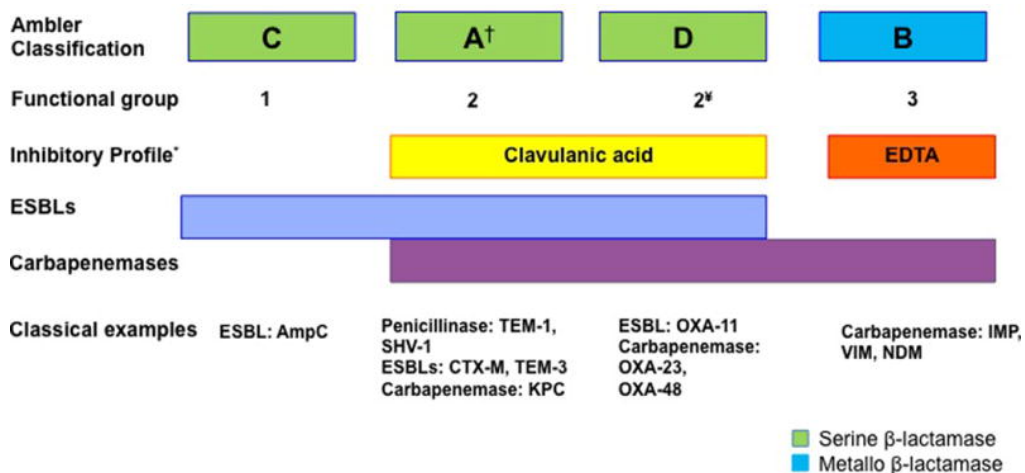 Ambler
Classification
C
A†
D
B
Functional group
1
2
2¥
3
Inhibitory Profile*
Clavulanic acid
EDTA
ESBLs
Carbapenemases
Classical examples
ESBL: AmpC
Penicillinase: TEM-1,
SHV-1
ESBLs: CTX-M, TEM-3
Carbapenemase: KPC
ESBL: OXA-11
Carbapenemase:
OXA-23,
OXA-48
Carbapenemase: IMP,
VIM, NDM
Serine β-lactamase
Metallo β-lactamase